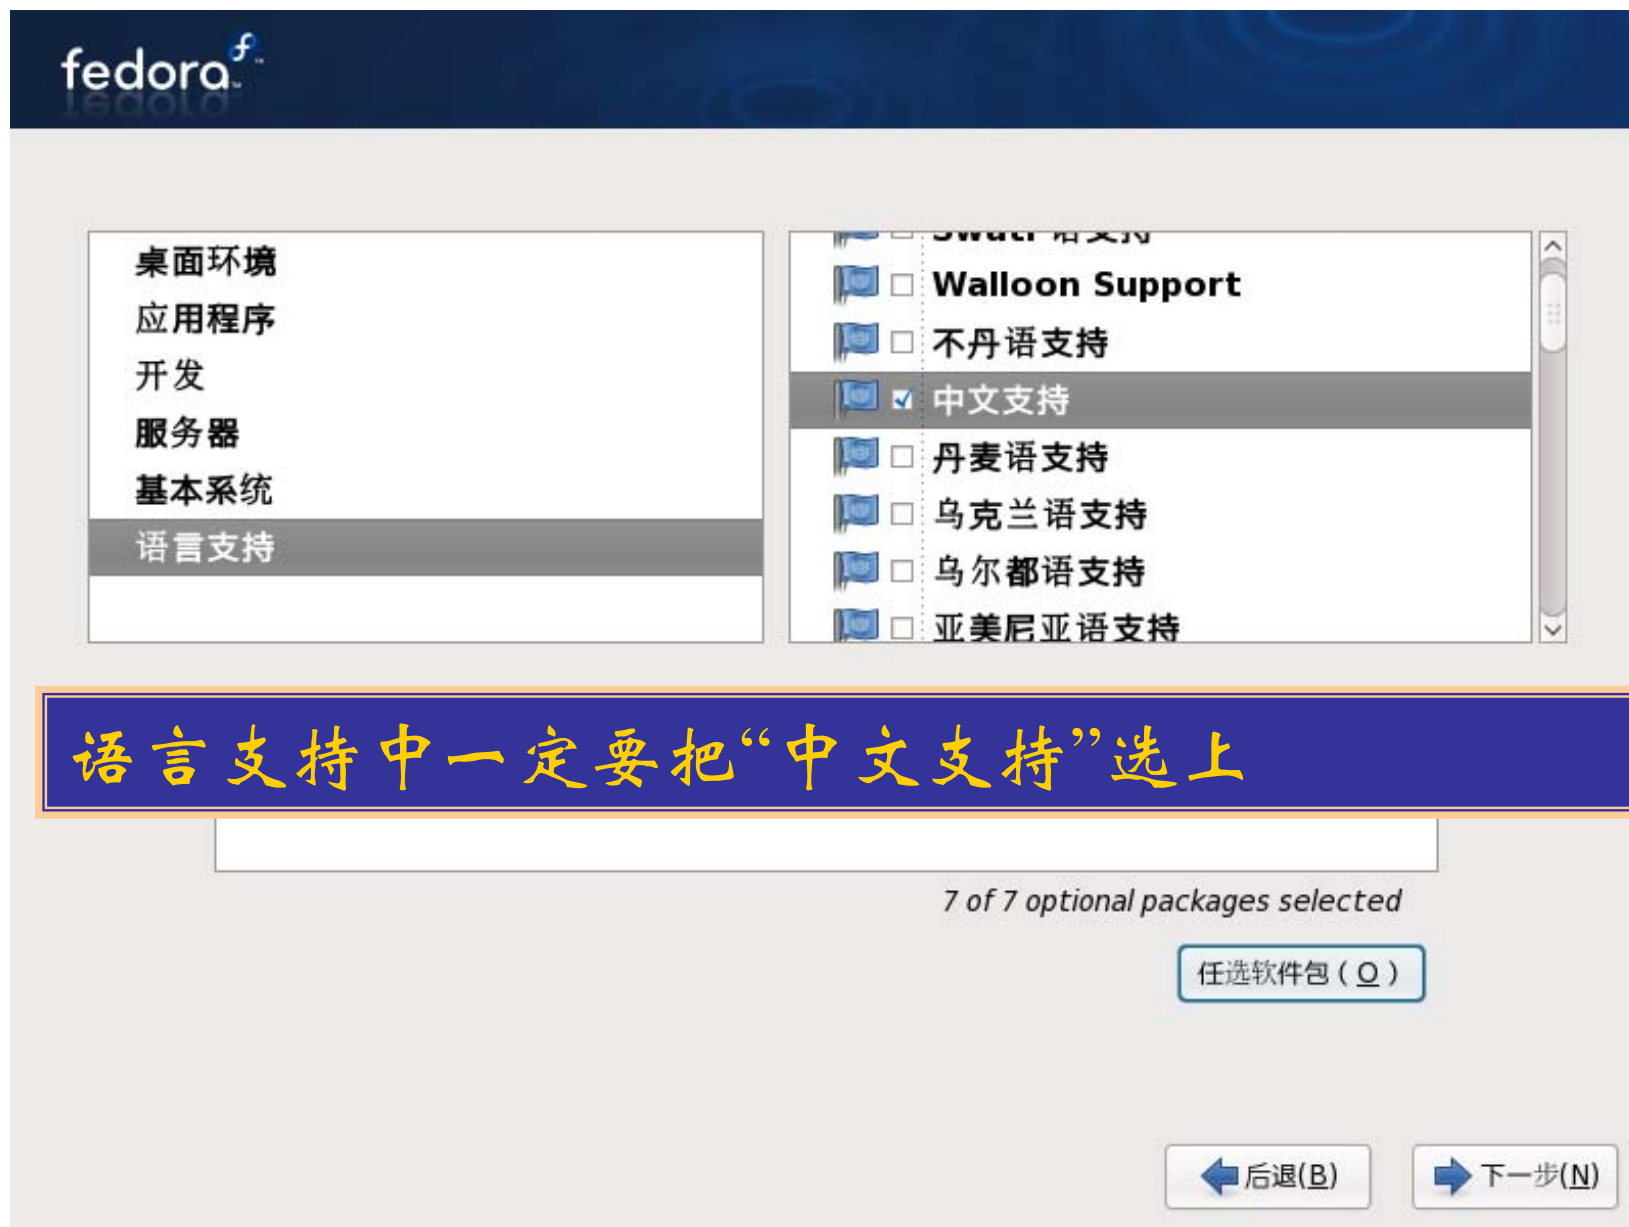 fedora
桌面环境
应用程序
开发
服务器
基本系统
语言支持
Swati 语支持
Walloon Support
不丹语支持
中文支持
丹麦语支持
乌克兰语支持
乌尔都语支持
亚美尼亚语支持
语言支持中一定要把“中文支持”选上
7 of 7 optional packages selected
任选软件包(O)
后退(B)
下一步(N)